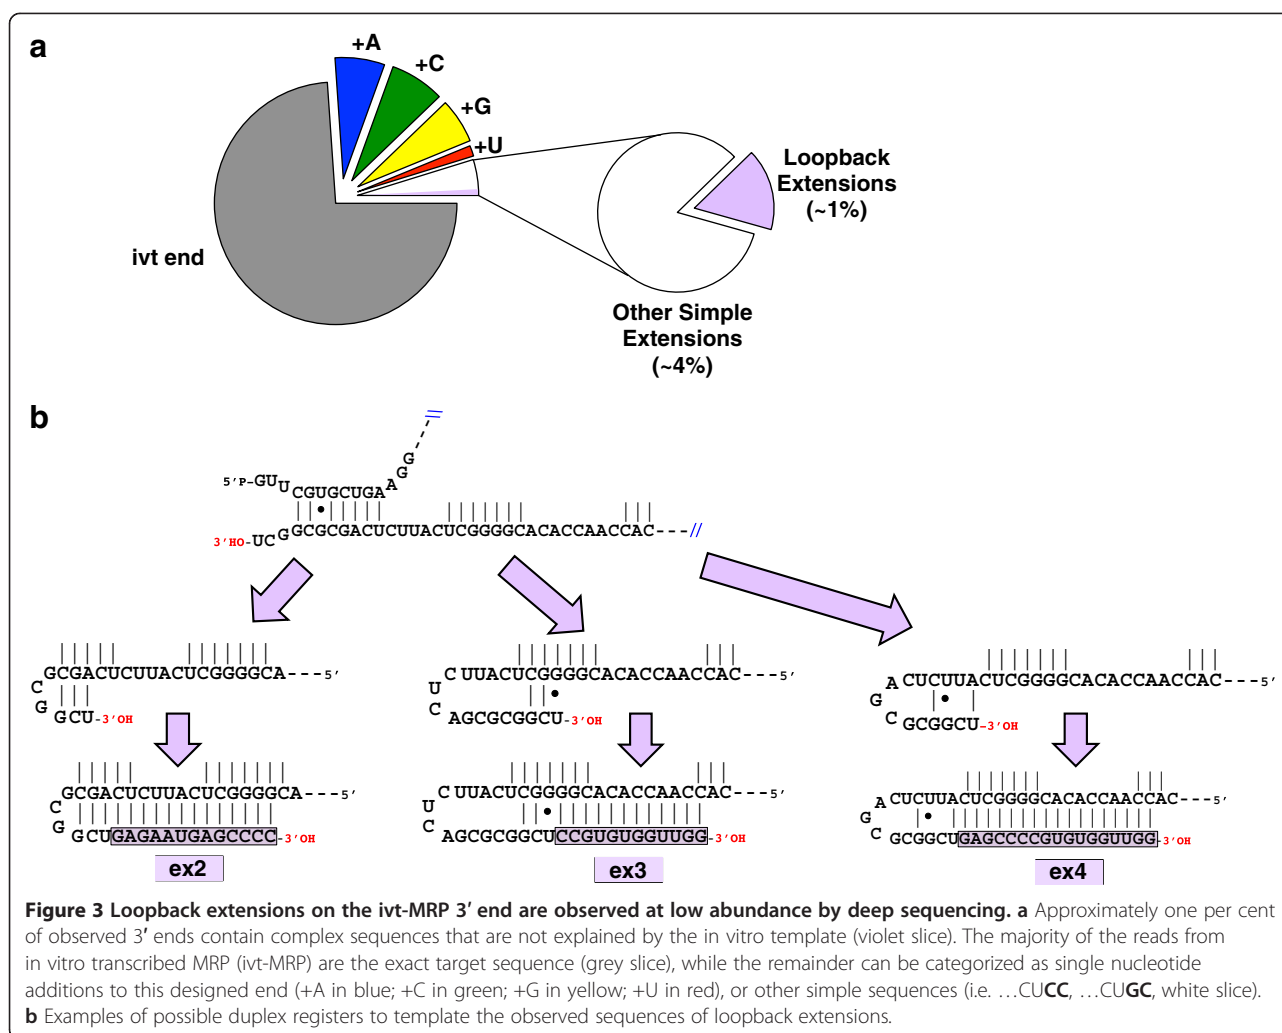 a
+A
+C
+G
+U
ivt end
Loopback
Extensions
(~1%)
Other Simple
Extensions
(~4%)
b
5'P-GUUCGUGCUGAAGG
3'HO-UCGGCGCGACUCUUACUCGGGGCACACCAACCAC---//
GCGACUCUUACUCGGGGCA---5'
C
G
GCU-3'OH
CUUACUCGGGGCACACCAACCAC---5'
U
C
AGCGCGGCU-3'OH
ACUCUUACUCGGGGCACACCAACCAC---5'
G
CGCGGCU-3'OH
GCGACUCUUACUCGGGGCA---5'
C
G
GCUGAGAAUGAGCCCC-3'OH
ex2
CUUACUCGGGGCACACCAACCAC---5'
U
C
AGCGCGGCUCCGUGUGGUUGG-3'OH
ex3
ACUCUUACUCGGGGCACACCAACCAC---5'
G
C
GCGGCUGAGCCCCGUGUGGUUGG-3'OH
ex4
Figure 3 Loopback extensions on the ivt-MRP 3′ end are observed at low abundance by deep sequencing. a Approximately one per cent
of observed 3′ ends contain complex sequences that are not explained by the in vitro template (violet slice). The majority of the reads from
in vitro transcribed MRP (ivt-MRP) are the exact target sequence (grey slice), while the remainder can be categorized as single nucleotide
additions to this designed end (+A in blue; +C in green; +G in yellow; +U in red), or other simple sequences (i.e. …CUCC, …CUGC, white slice).
b Examples of possible duplex registers to template the observed sequences of loopback extensions.